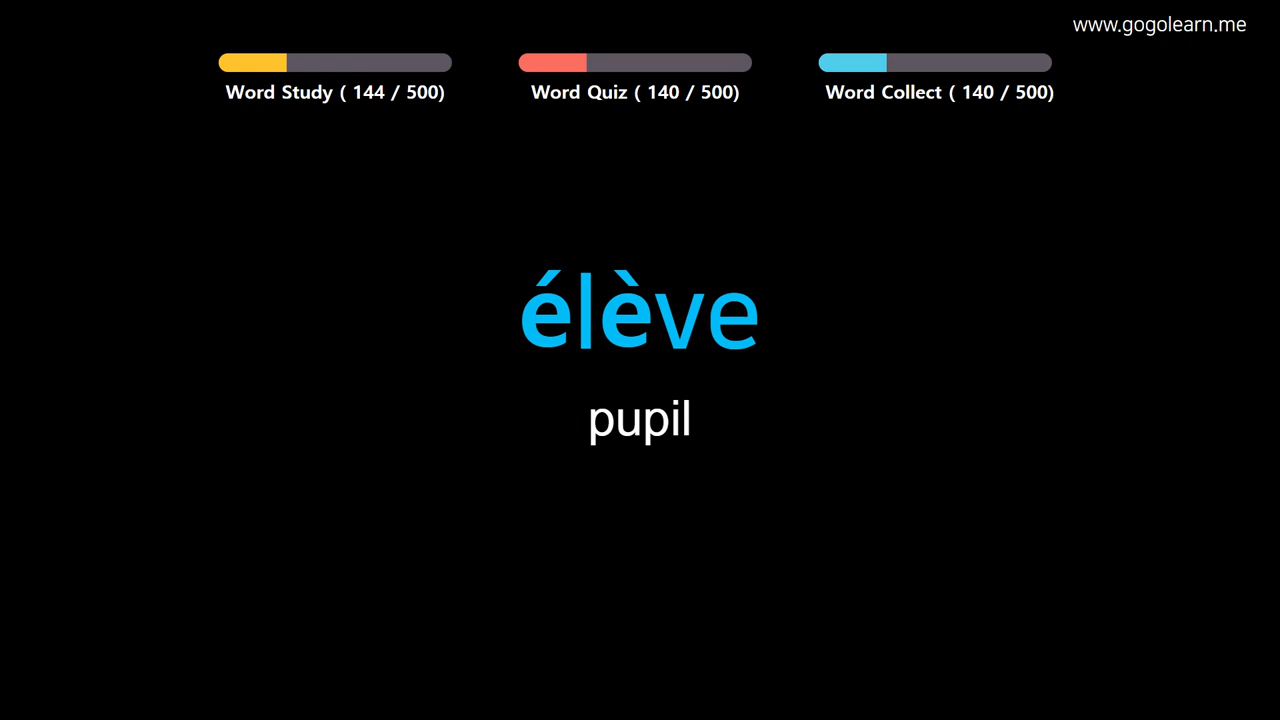 www.gogolearn.me
Word Study ( 144 / 500)
Word Quiz ( 140 / 500)
Word Collect ( 140 / 500)
élève
pupil